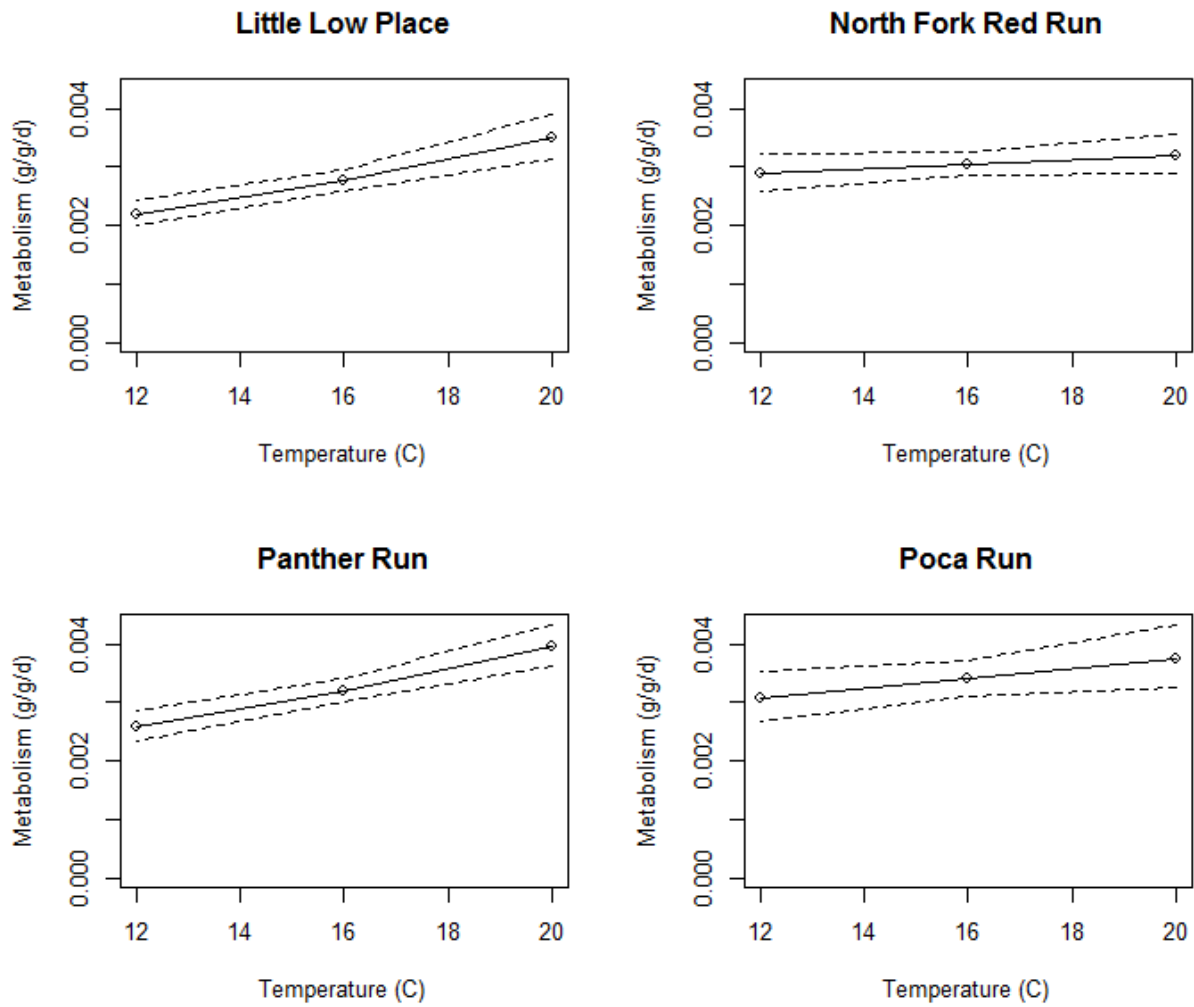 Little Low Place
Metabolism (g/g/d)
0.004
0.002
0.000
12 14 16 18 20
Temperature (C)
North Fork Red Run
Metabolism (g/g/d)
0.004
0.002
0.000
12 14 16 18 20
Temperature (C)
Panther Run
Metabolism (g/g/d)
0.004
0.002
0.000
12 14 16 18 20
Temperature (C)
Poca Run
Metabolism (g/g/d)
0.004
0.002
0.000
12 14 16 18 20
Temperature (C)